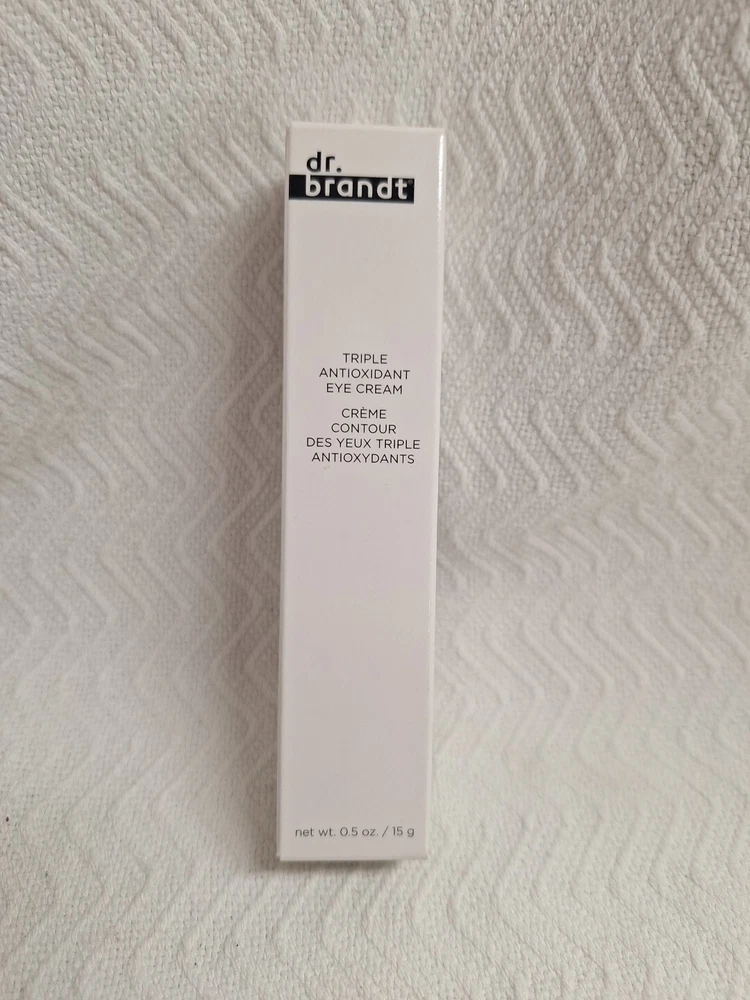 dr.
brandt®
TRIPLE
ANTIOXIDANT
EYE CREAM
CRÈME
CONTOUR
DES YEUX TRIPLE
ANTIOXYDANTS
net wt. 0.5 oz. / 15 g